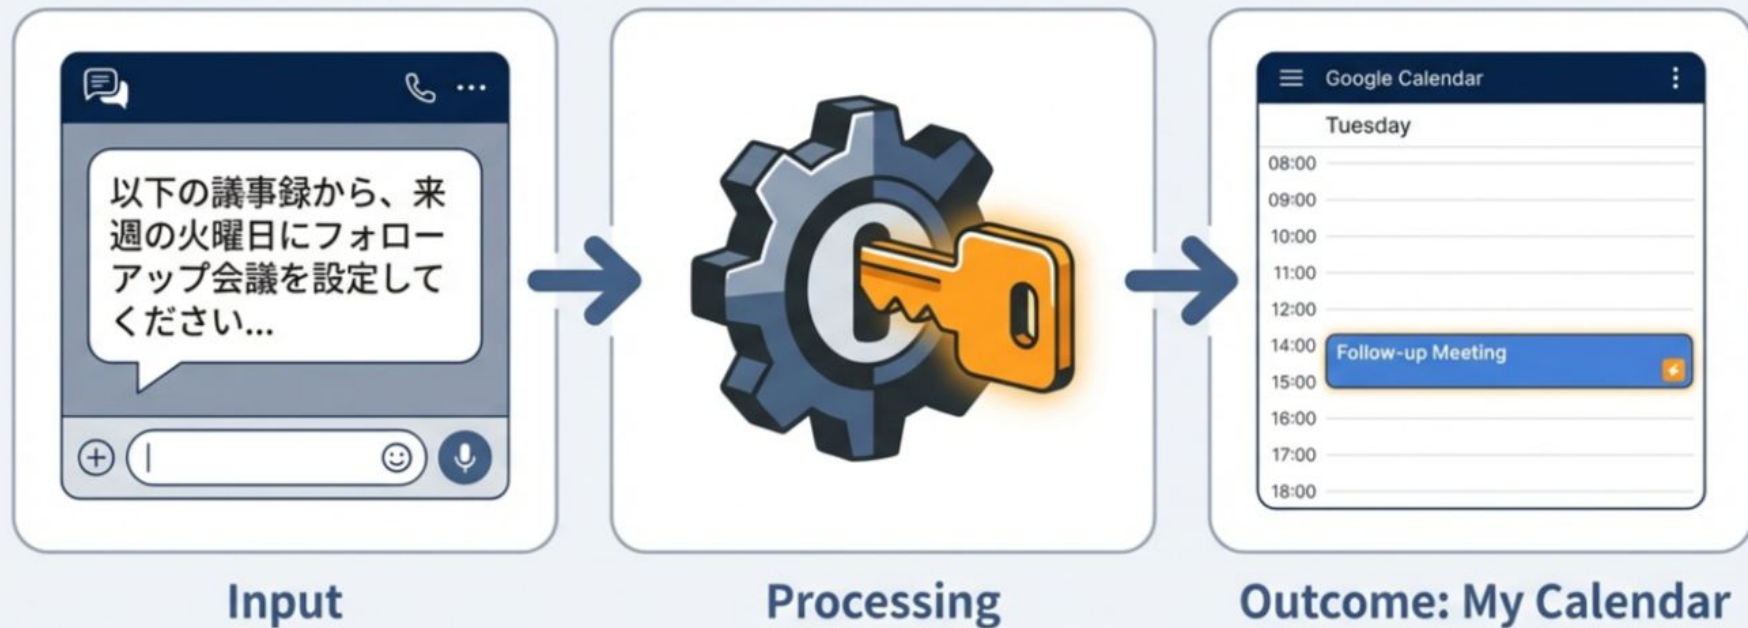 以下の議事録から、来
週の火曜日にフォロー
アップ会議を設定して
ください...
Input
Processing
Google Calendar
Tuesday
08:00
09:00
10:00
11:00
12:00
14:00
Follow-up Meeting
15:00
16:00
17:00
18:00
Outcome: My Calendar